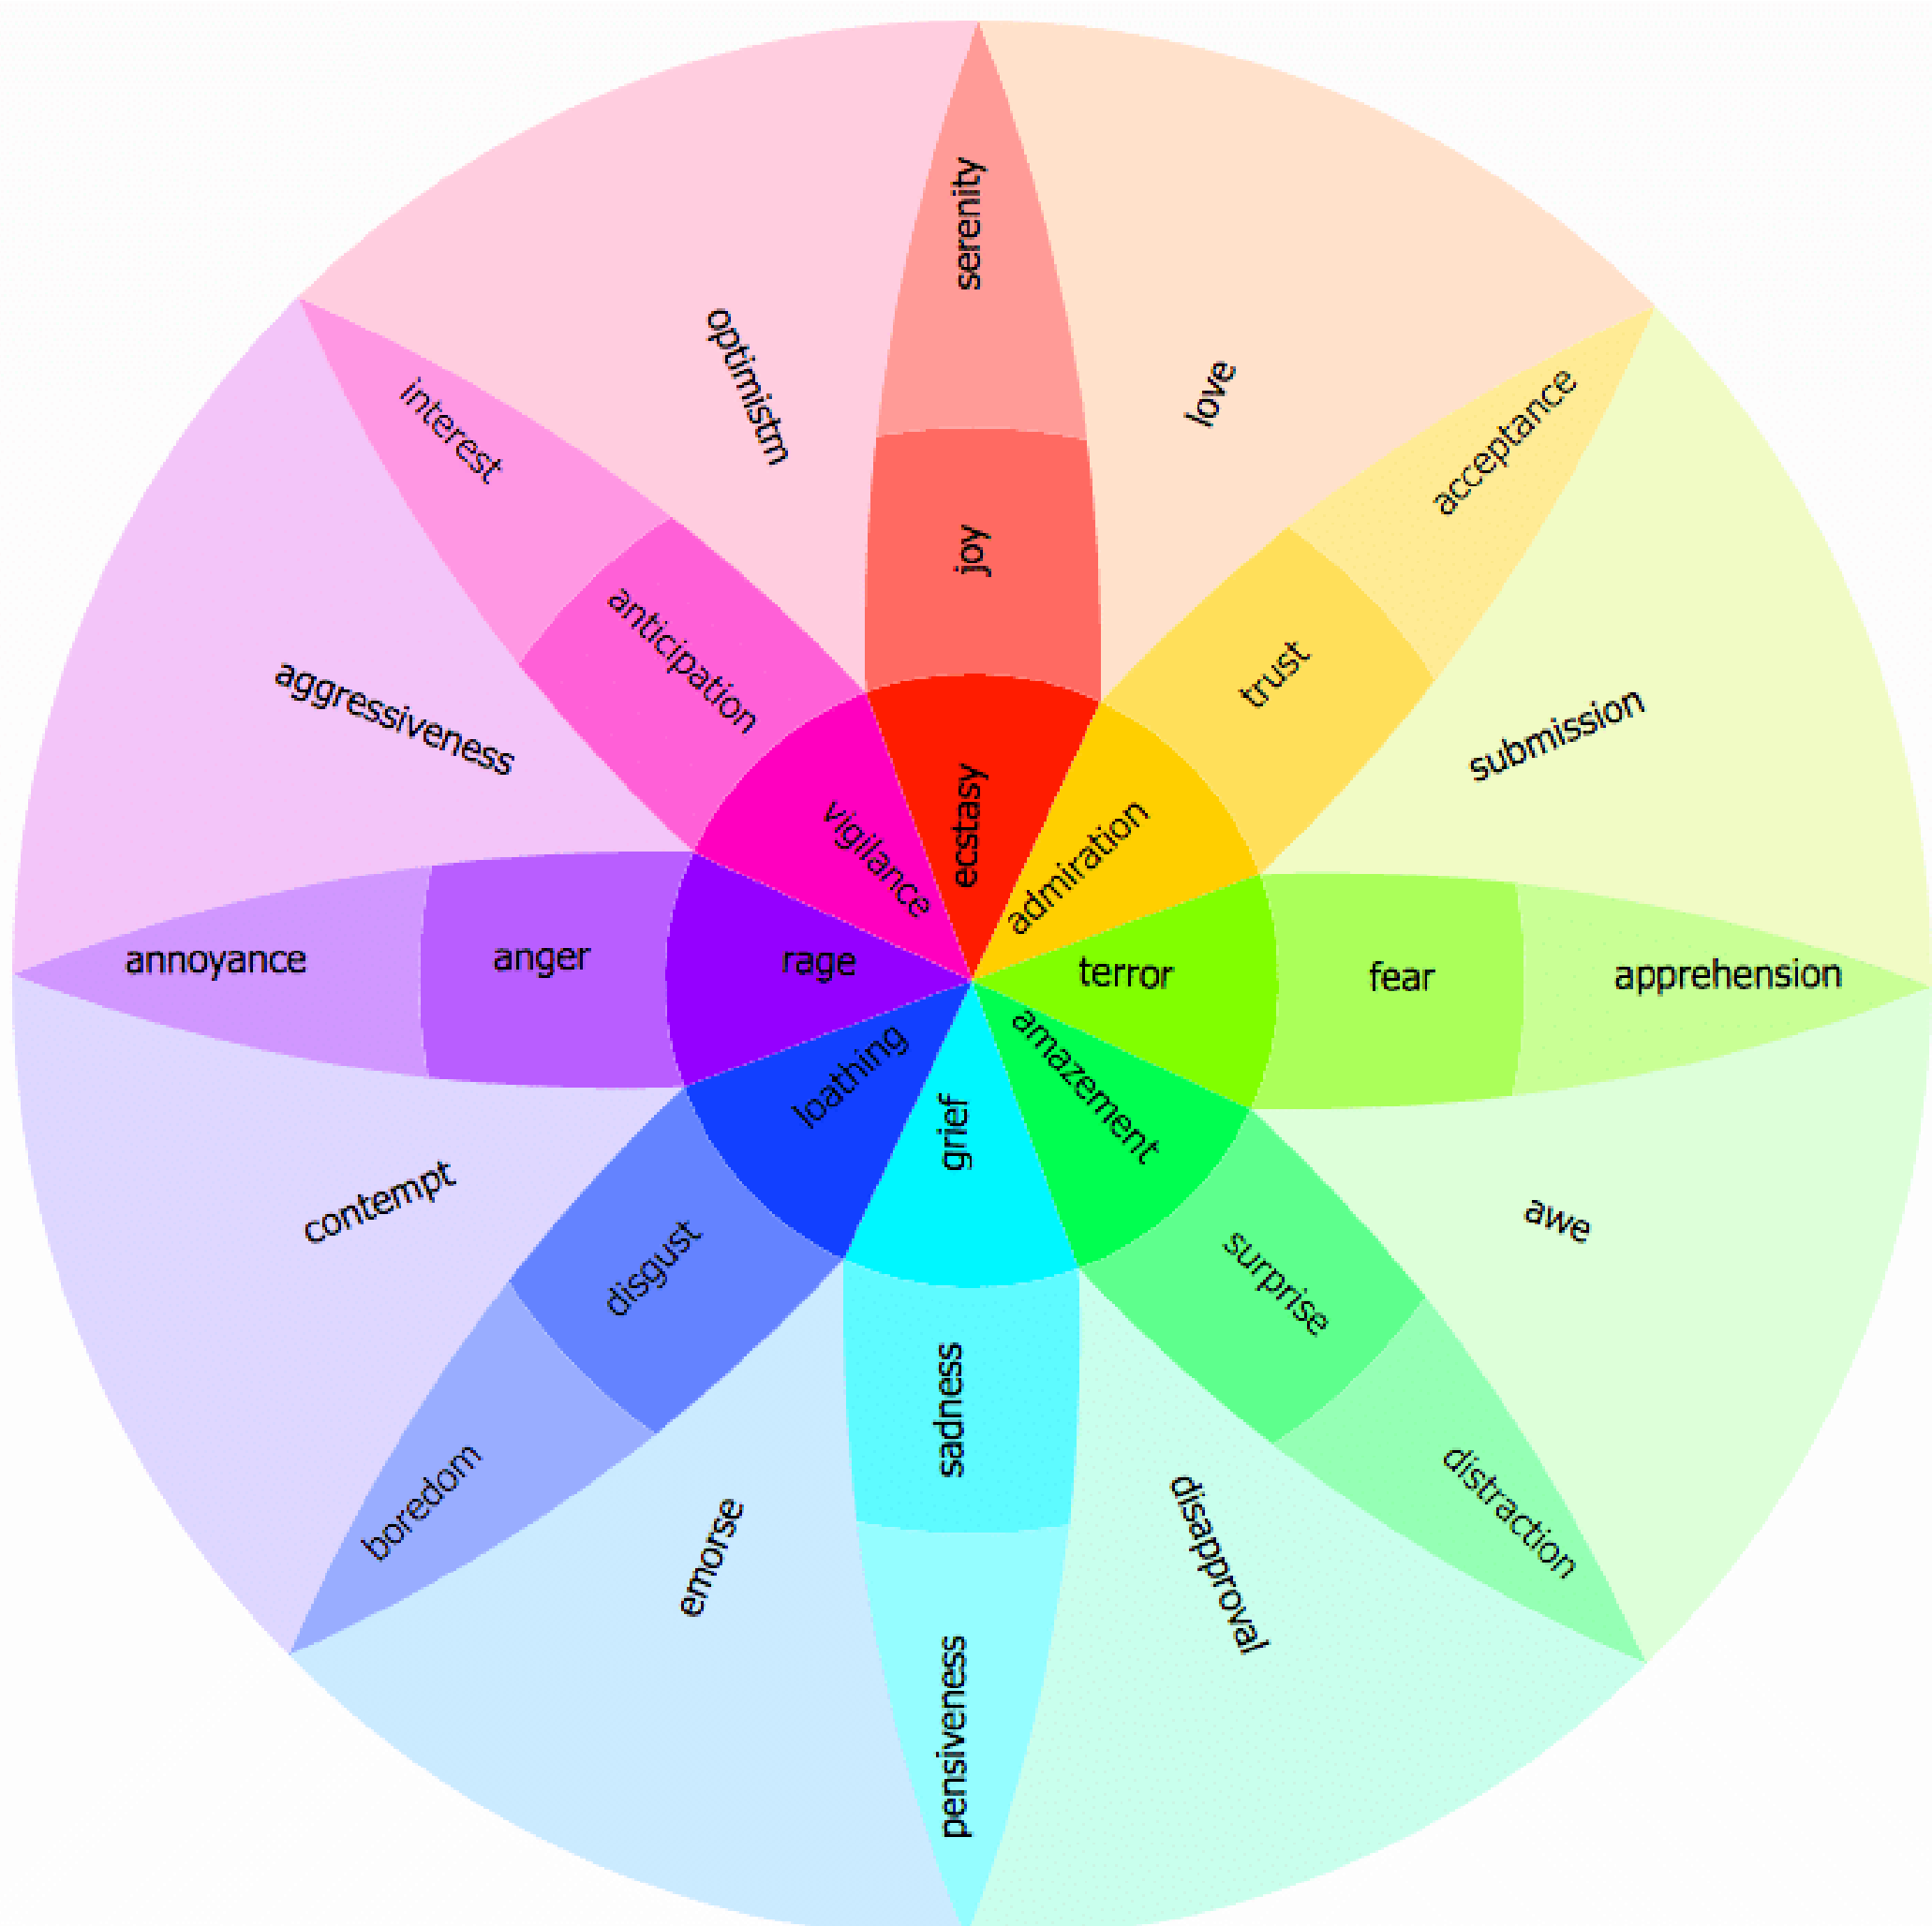 serenity
joy
ecstasy
love
acceptance
trust
admiration
submission
terror
fear
apprehension
awe
amazement
surprise
distraction
disapproval
grief
sadness
pensiveness
emorse
loathing
disgust
boredom
contempt
rage
anger
annoyance
aggressiveness
vigilance
anticipation
interest
optimistm